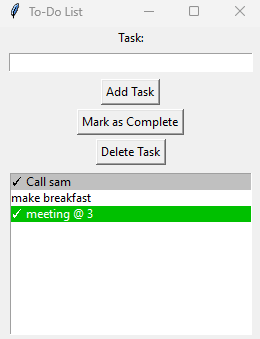 To-Do List
Task:
Add Task
Mark as Complete
Delete Task
✓ Call sam
make breakfast
✓ meeting @ 3